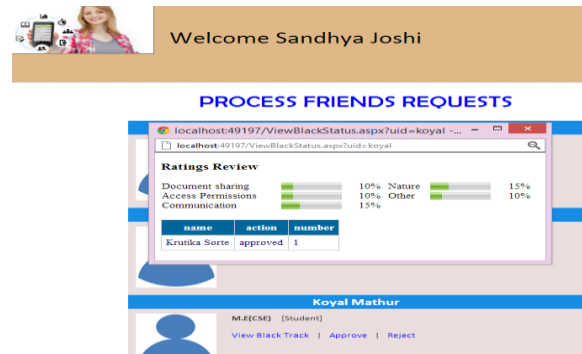 Welcome Sandhya Joshi
PROCESS FRIENDS REQUESTS
localhost:49197/ViewBlackStatus.aspx?uid=koyal -...
localhost:49197/ViewBlackStatus.aspx?uid=koyal
Ratings Review
Document sharing 10% Nature 15%
Access Permissions 10% Other 10%
Communication 15%
name action number
Krutika Sorte approved 1
Koyal Mathur
M.E(CSE) [Student]
View Black Track | Approve | Reject